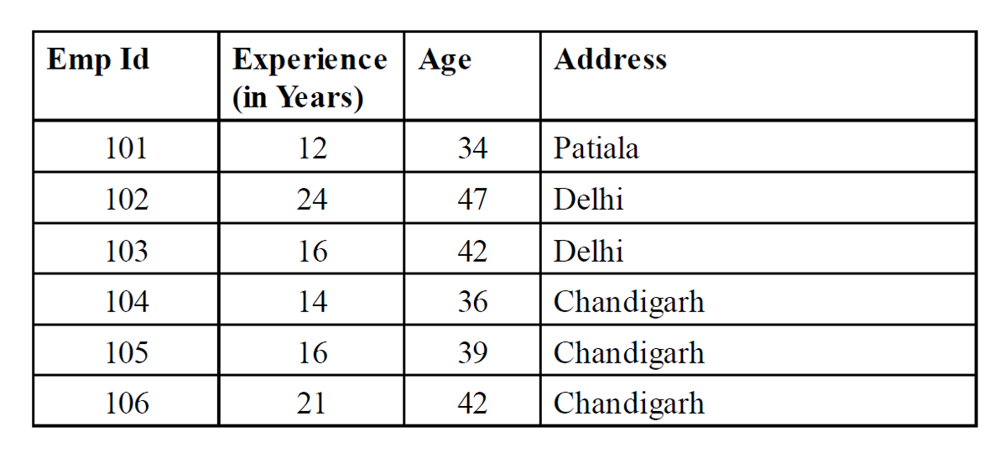 Emp Id Experience (in Years) Age Address
101 12 34 Patiala
102 24 47 Delhi
103 16 42 Delhi
104 14 36 Chandigarh
105 16 39 Chandigarh
106 21 42 Chandigarh